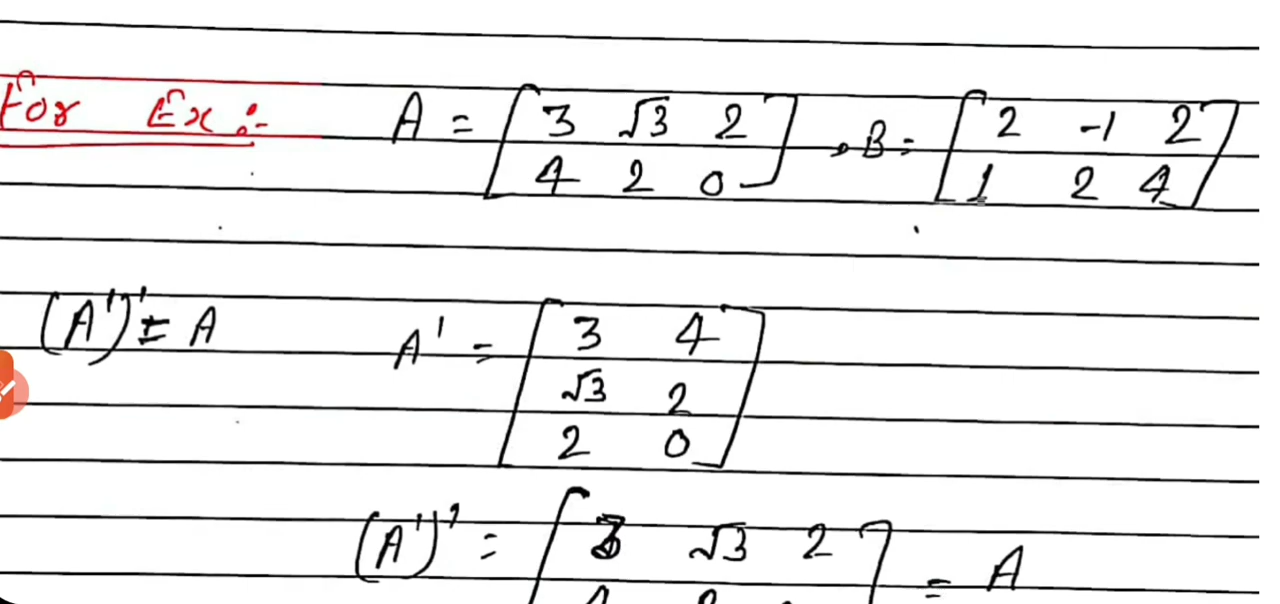 For Ex:- A = [ 3 √3 2 ] , B = [ 2 -1 2 ]
[ 4 2 0 ] [ 1 2 4 ]
(A')' = A A' = [ 3 4 ]
[ √3 2 ]
[ 2 0 ]
(A')' = [ 3 √3 2 ] = A